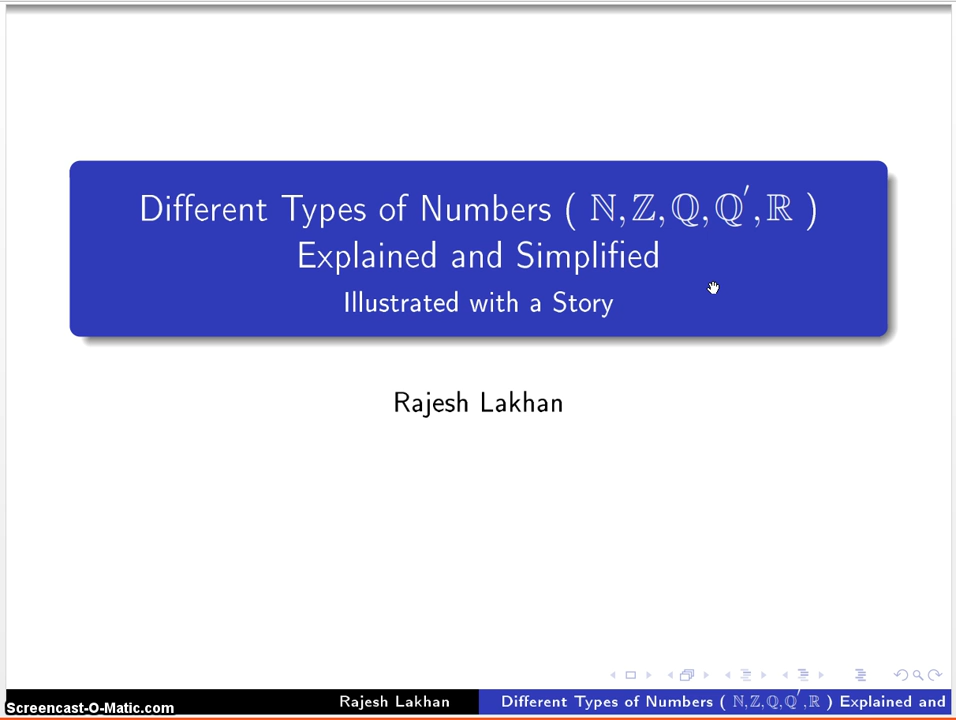 Different Types of Numbers ( ℕ, ℤ, ℚ, ℚ′, ℝ )
Explained and Simplified
Illustrated with a Story
Rajesh Lakhan
Rajesh Lakhan
Different Types of Numbers ( ℕ, ℤ, ℚ, ℚ′, ℝ ) Explained and
Screencast-O-Matic.com